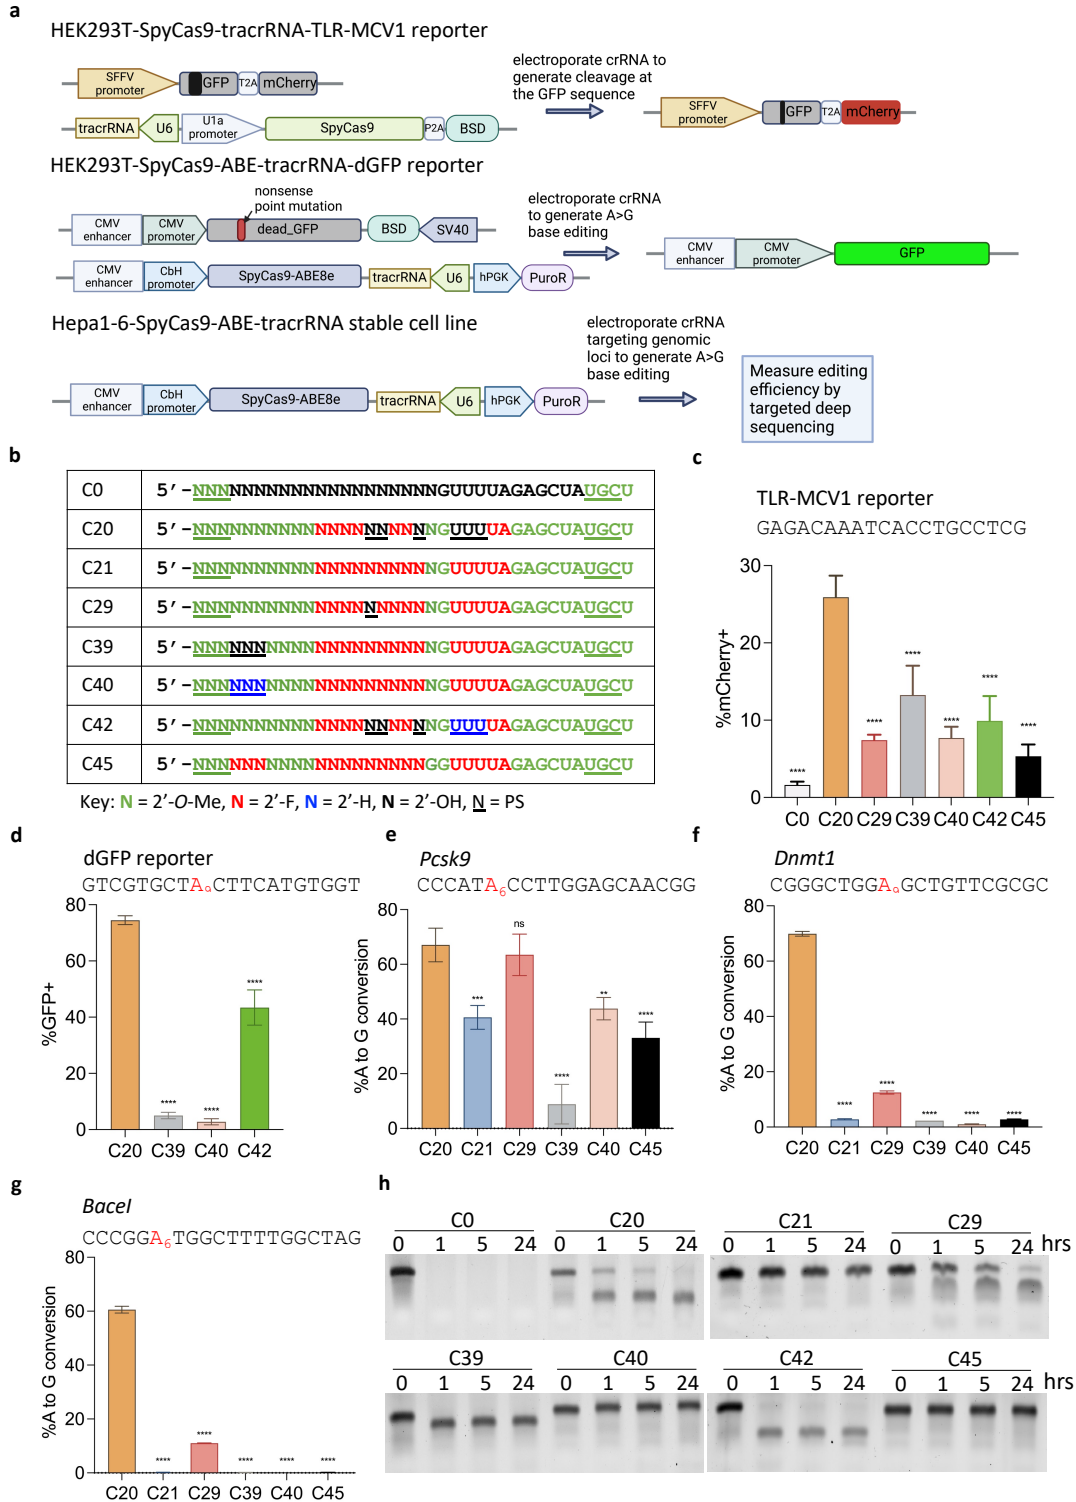 a
HEK293T-SpyCas9-tracrRNA-TLR-MCV1 reporter
SFFV promoter
GFP
T2A
mCherry
tracrRNA
U6
U1a promoter
SpyCas9
P2A
BSD
electroporate crRNA to
generate cleavage at
the GFP sequence
SFFV promoter
GFP
T2A
mCherry
HEK293T-SpyCas9-ABE-tracrRNA-dGFP reporter
nonsense
point mutation
CMV enhancer
CMV promoter
dead_GFP
BSD
SV40
CMV enhancer
CbH promoter
SpyCas9-ABE8e
tracrRNA
U6
hPGK
PuroR
electroporate crRNA
to generate A>G
base editing
CMV enhancer
CMV promoter
GFP
Hepa1-6-SpyCas9-ABE-tracrRNA stable cell line
CMV enhancer
CbH promoter
SpyCas9-ABE8e
tracrRNA
U6
hPGK
PuroR
electroporate crRNA
targeting genomic
loci to generate A>G
base editing
Measure editing
efficiency by
targeted deep
sequencing
b
C0 5'-NNNNNNNNNNNNNNNNNNNNGUUUUAGAGCUAUGCU
C20 5'-NNNNNNNNNNNNNNNNNNNNGUUUUAGAGCUAUGCU
C21 5'-NNNNNNNNNNNNNNNNNNNNGUUUUAGAGCUAUGCU
C29 5'-NNNNNNNNNNNNNNNNNNNNGUUUUAGAGCUAUGCU
C39 5'-NNNNNNNNNNNNNNNNNNNNGUUUUAGAGCUAUGCU
C40 5'-NNNNNNNNNNNNNNNNNNNNGUUUUAGAGCUAUGCU
C42 5'-NNNNNNNNNNNNNNNNNNNNGUUUUAGAGCUAUGCU
C45 5'-NNNNNNNNNNNNNNNNNNNGGUUUUAGAGCUAUGCU
Key: N = 2'-O-Me, N = 2'-F, N = 2'-H, N = 2'-OH, N = PS
c
TLR-MCV1 reporter
GAGACAAATCACCTGCCTCG
%mCherry+
30
20
10
0
****
****
****
****
****
****
C0 C20 C29 C39 C40 C42 C45
d
dGFP reporter
GTCGTGCTA9CTTCATGTGGT
%GFP+
80
60
40
20
0
****
****
****
C20 C39 C40 C42
e
Pcsk9
CCCATA6CCTTGGAGCAACGG
%A to G conversion
80
60
40
20
0
***
ns
****
**
****
C20 C21 C29 C39 C40 C45
f
Dnmt1
CGGGCTGGA9GCTGTTCGCGC
%A to G conversion
80
60
40
20
0
****
****
****
****
****
C20 C21 C29 C39 C40 C45
g
BaceI
CCCGGA6TGGCTTTTGGCTAG
%A to G conversion
80
60
40
20
0
****
****
****
****
****
C20 C21 C29 C39 C40 C45
h
C0 C20 C21 C29
0 1 5 24 0 1 5 24 0 1 5 24 0 1 5 24 hrs
C39 C40 C42 C45
0 1 5 24 0 1 5 24 0 1 5 24 0 1 5 24 hrs